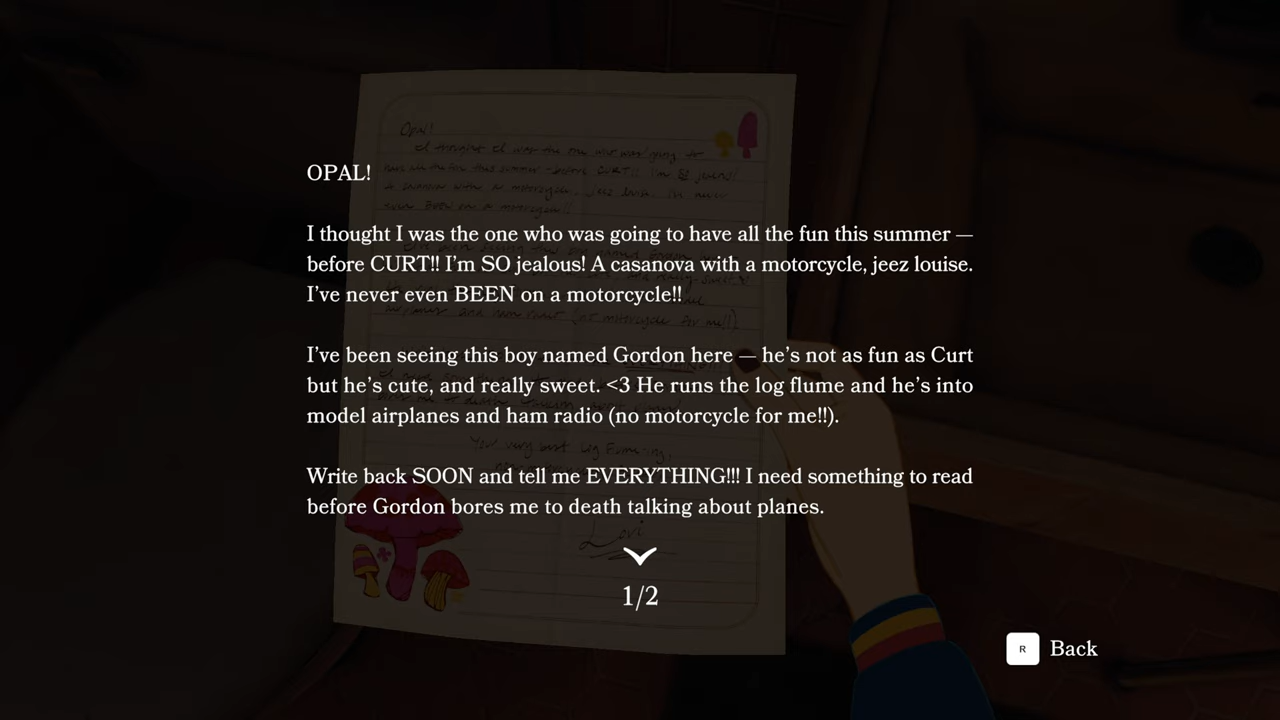 OPAL!
I thought I was the one who was going to have all the fun this summer —
before CURT!! I'm SO jealous! A casanova with a motorcycle, jeez louise.
I've never even BEEN on a motorcycle!!
I've been seeing this boy named Gordon here — he's not as fun as Curt
but he's cute, and really sweet. <3 He runs the log flume and he's into
model airplanes and ham radio (no motorcycle for me!!).
Write back SOON and tell me EVERYTHING!!! I need something to read
before Gordon bores me to death talking about planes.
1/2
R Back